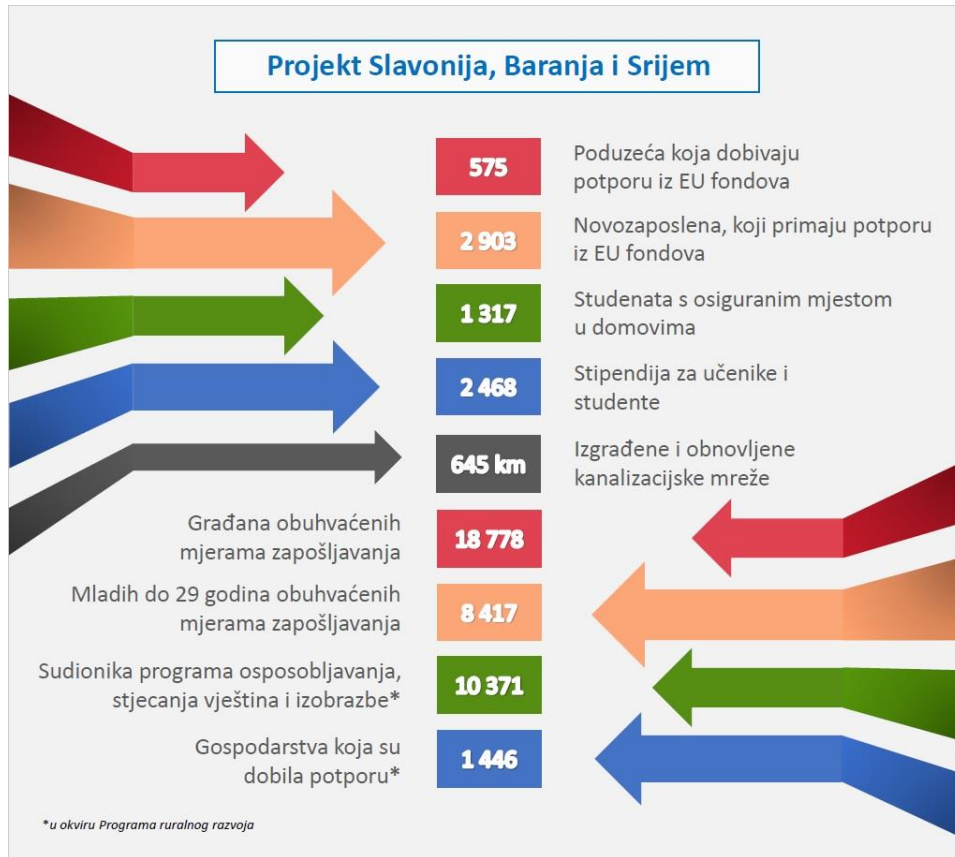 Projekt Slavonija, Baranja i Srijem
575
Poduzeća koja dobivaju
potporu iz EU fondova
2 903
Novozaposlena, koji primaju potporu
iz EU fondova
1 317
Studenata s osiguranim mjestom
u domovima
2 468
Stipendija za učenike i
studente
645 km
Izgrađene i obnovljene
kanalizacijske mreže
Građana obuhvaćenih
mjerama zapošljavanja
18 778
Mladih do 29 godina obuhvaćenih
mjerama zapošljavanja
8 417
Sudionika programa osposobljavanja,
stjecanja vještina i izobrazbe*
10 371
Gospodarstva koja su
dobila potporu*
1 446
*u okviru Programa ruralnog razvoja